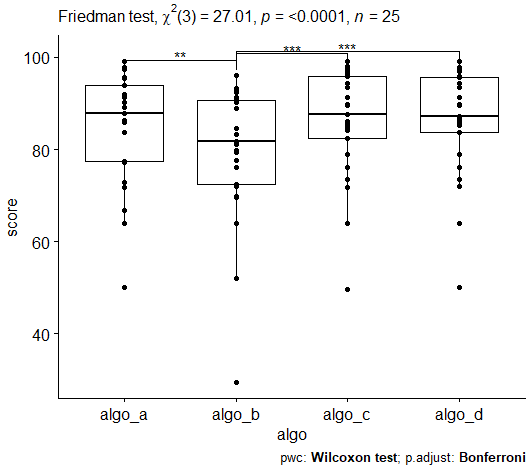 Friedman test, χ²(3) = 27.01, p = <0.0001, n = 25
** *** ***
100
80
60
40
score
algo_a algo_b algo_c algo_d
algo
pwc: Wilcoxon test; p.adjust: Bonferroni